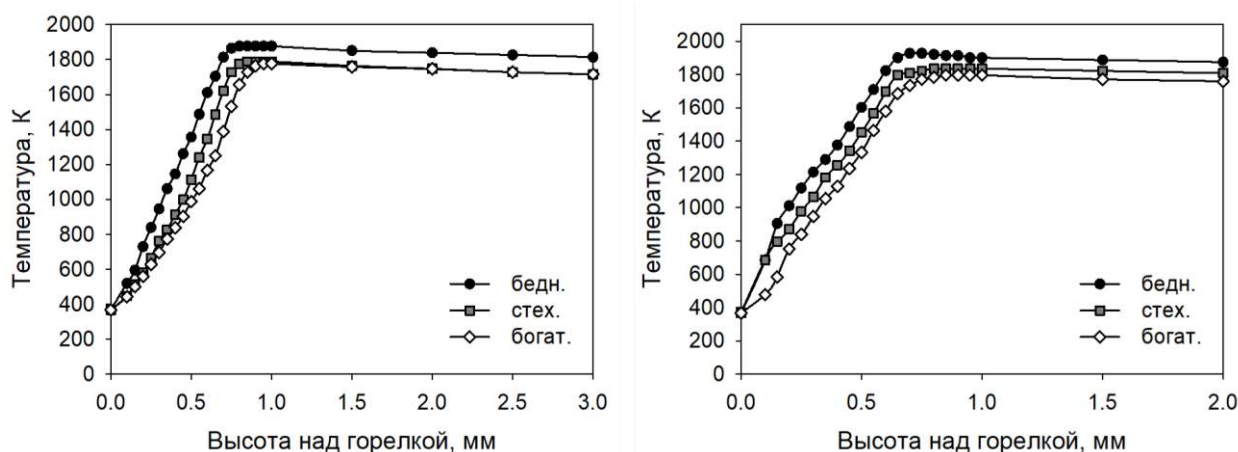 2000
1800
1600
1400
1200
1000
800
600
400
200
0
Температура, К
0.0 0.5 1.0 1.5 2.0 2.5 3.0
Высота над горелкой, мм
бедн.
стех.
богат.
2000
1800
1600
1400
1200
1000
800
600
400
200
0
Температура, К
0.0 0.5 1.0 1.5 2.0
Высота над горелкой, мм
бедн.
стех.
богат.